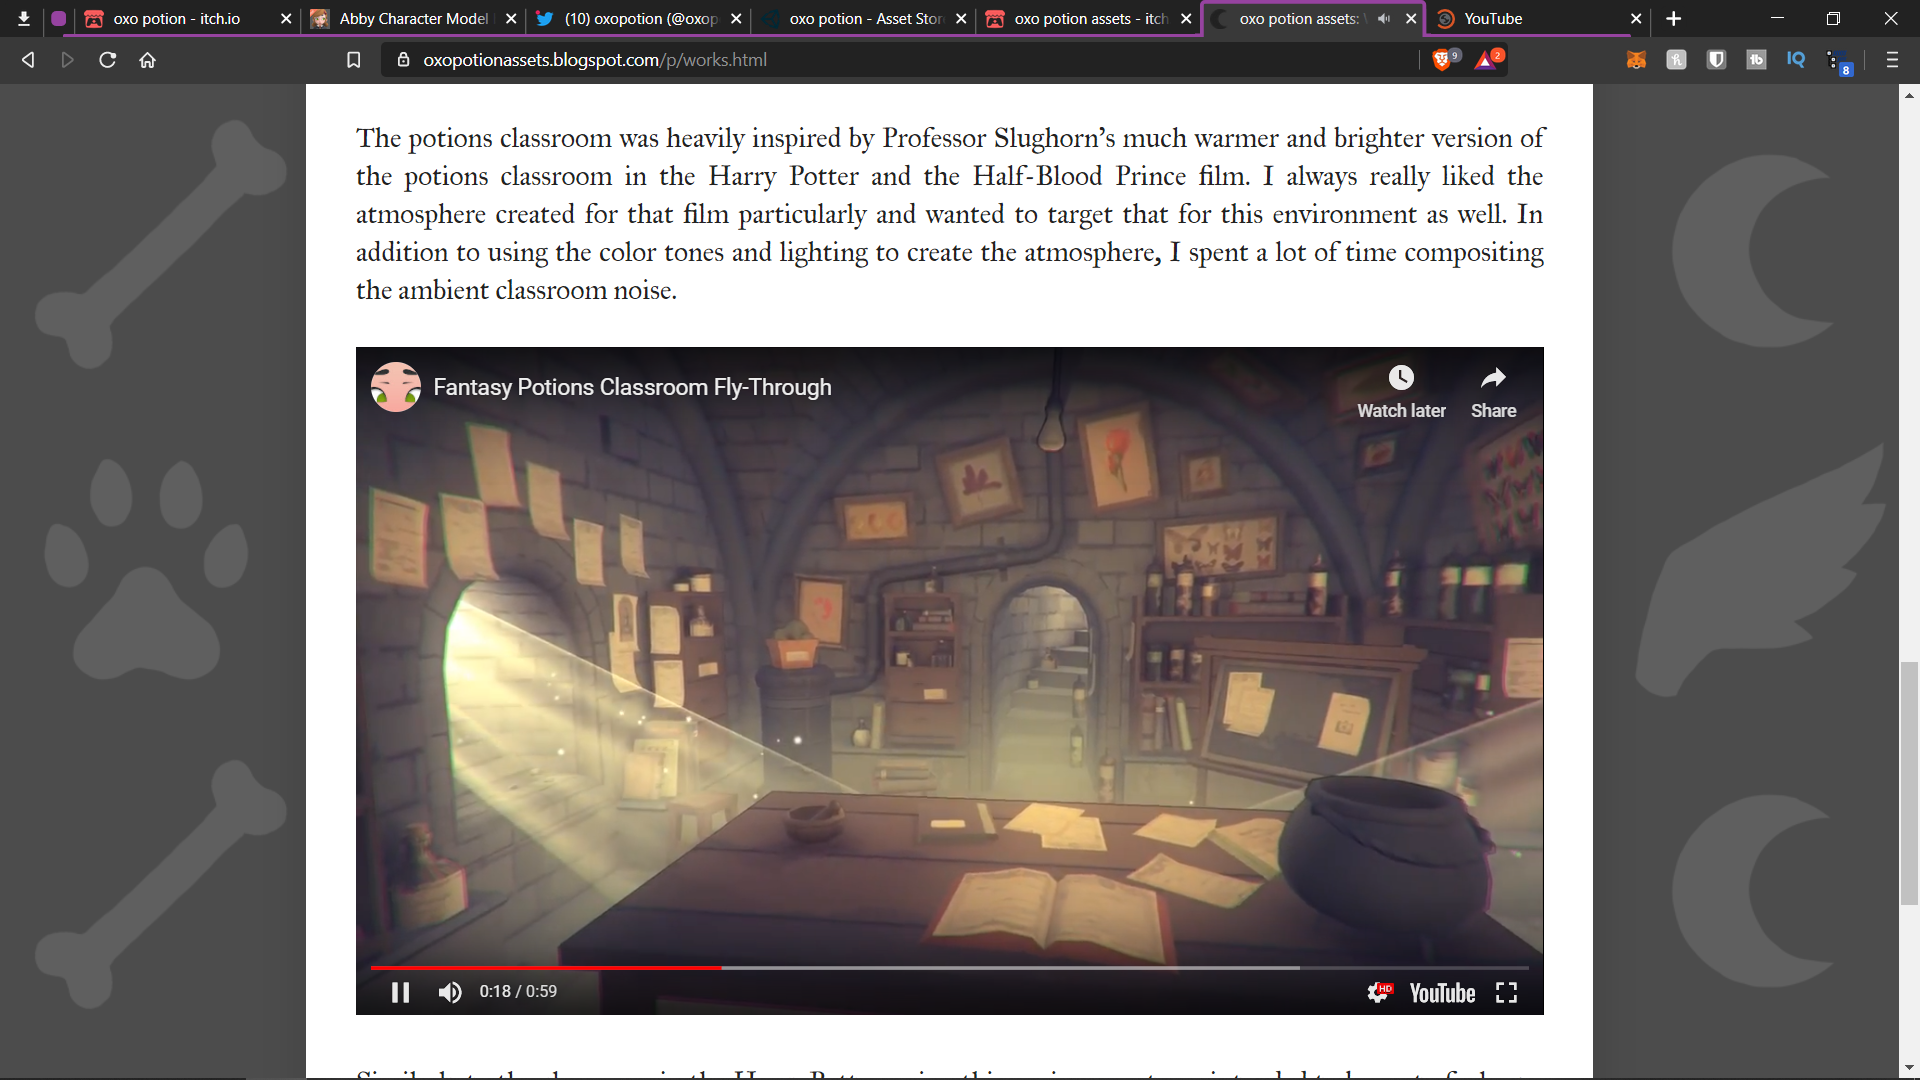 oxo potion - itch.io
Abby Character Model
(10) oxopotion (@oxop
oxo potion - Asset Stor
oxo potion assets - itch
oxo potion assets:
YouTube
oxopotionassets.blogspot.com/p/works.html
9
2
8
The potions classroom was heavily inspired by Professor Slughorn’s much warmer and brighter version of
the potions classroom in the Harry Potter and the Half-Blood Prince film. I always really liked the
atmosphere created for that film particularly and wanted to target that for this environment as well. In
addition to using the color tones and lighting to create the atmosphere, I spent a lot of time compositing
the ambient classroom noise.
Fantasy Potions Classroom Fly-Through
Watch later
Share
0:18 / 0:59
HD
YouTube